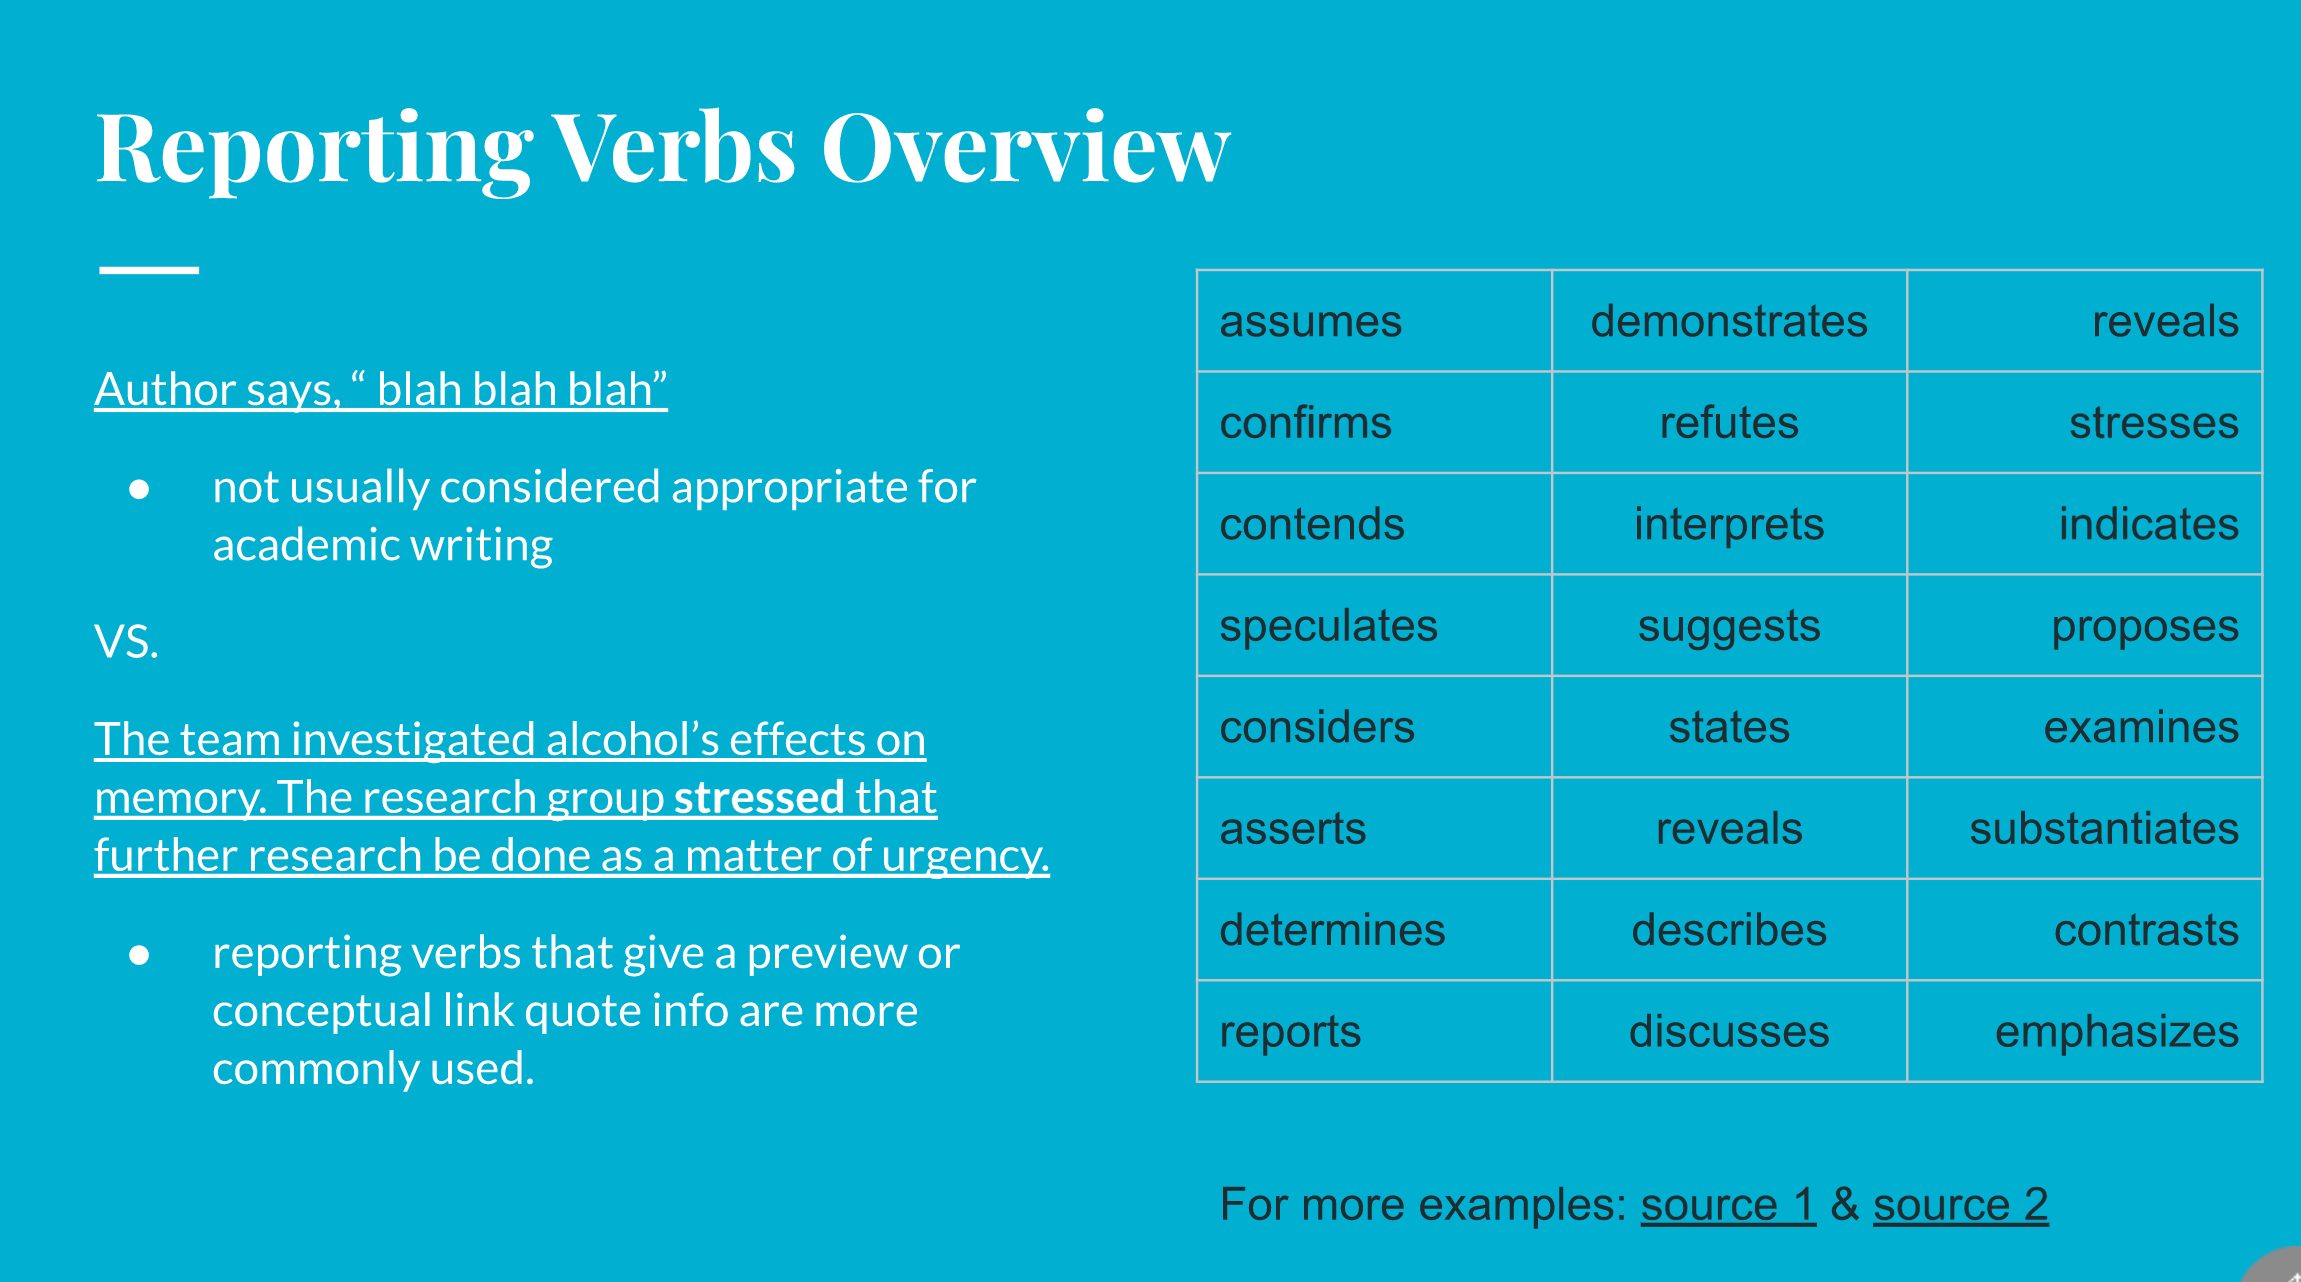 Reporting Verbs Overview
Author says, “ blah blah blah”
● not usually considered appropriate for
academic writing
VS.
The team investigated alcohol’s effects on
memory. The research group stressed that
further research be done as a matter of urgency.
● reporting verbs that give a preview or
conceptual link quote info are more
commonly used.
assumes demonstrates reveals
confirms refutes stresses
contends interprets indicates
speculates suggests proposes
considers states examines
asserts reveals substantiates
determines describes contrasts
reports discusses emphasizes
For more examples: source 1 & source 2